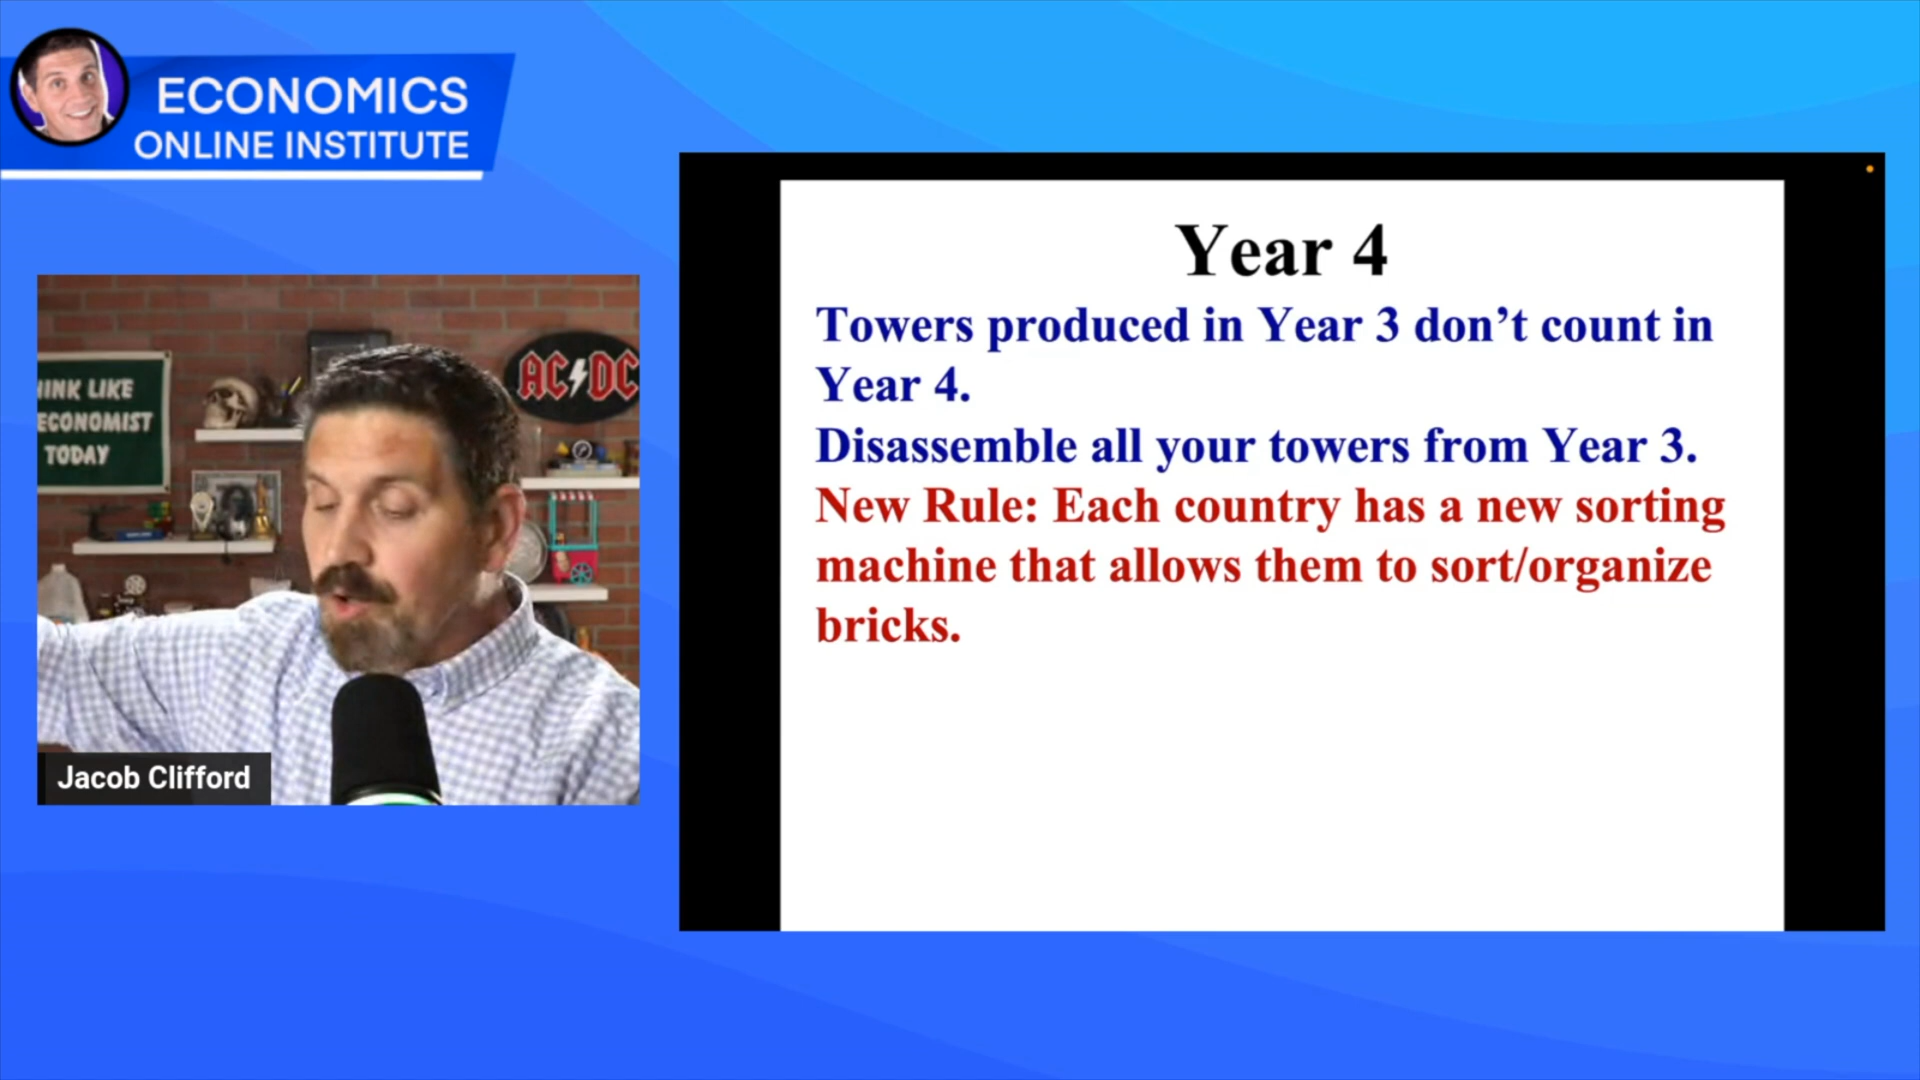 ECONOMICS
ONLINE INSTITUTE
INK LIKE
ECONOMIST
TODAY
AC DC
Jacob Clifford
Year 4
Towers produced in Year 3 don’t count in
Year 4.
Disassemble all your towers from Year 3.
New Rule: Each country has a new sorting
machine that allows them to sort/organize
bricks.